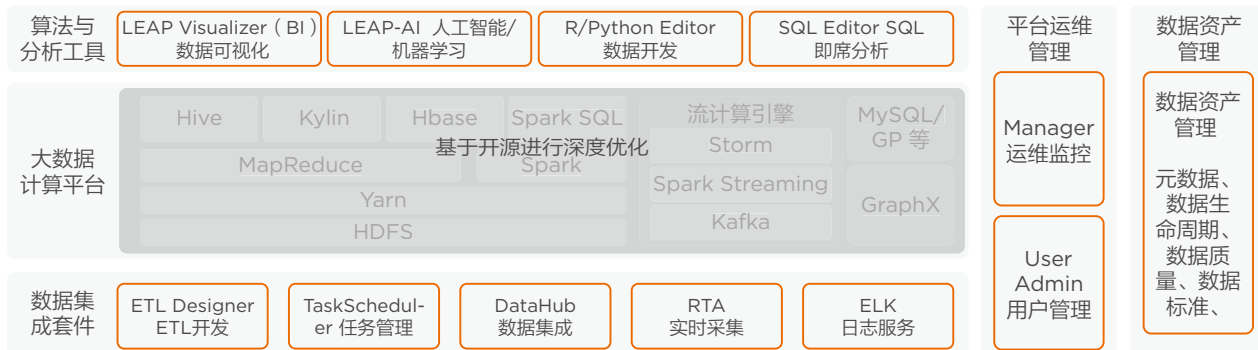 算法与
分析工具
LEAP Visualizer（BI）
数据可视化
LEAP-AI 人工智能/
机器学习
R/Python Editor
数据开发
SQL Editor SQL
即席分析
大数据
计算平台
Hive
Kylin
Hbase
Spark SQL
基于开源进行深度优化
MapReduce
Spark
Yarn
HDFS
流计算引擎
Storm
Spark Streaming
Kafka
MySQL/
GP 等
GraphX
数据集
成套件
ETL Designer
ETL开发
TaskSchedul-
er 任务管理
DataHub
数据集成
RTA
实时采集
ELK
日志服务
平台运维
管理
Manager
运维监控
User
Admin
用户管理
数据资产
管理
数据资产
管理
元数据、
数据生
命周期、
数据质
量、数据
标准、